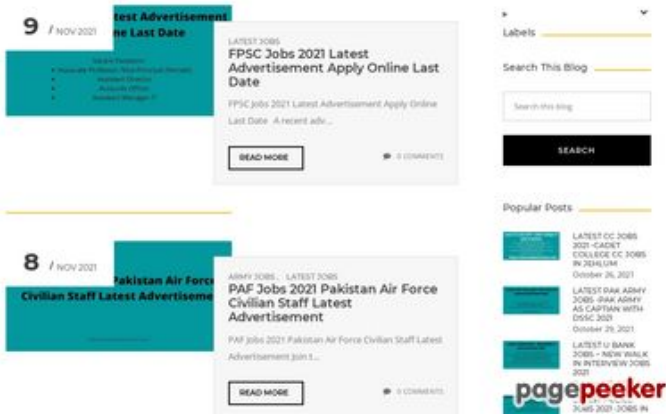 9 / NOV 2021
test Advertisement
ne Last Date
LATEST JOBS
FPSC Jobs 2021 Latest
Advertisement Apply Online Last
Date
FPSC Jobs 2021 Latest Advertisement Apply Online
Last Date A recent adv...
READ MORE
0 COMMENTS
8 / NOV 2021
Pakistan Air Force
Civilian Staff Latest Advertiseme
ARMY JOBS, LATEST JOBS
PAF Jobs 2021 Pakistan Air Force
Civilian Staff Latest
Advertisement
PAF Jobs 2021 Pakistan Air Force Civilian Staff Latest
Advertisement Join t...
READ MORE
0 COMMENTS
Labels
Search This Blog
Search this blog
SEARCH
Popular Posts
LATEST CC JOBS
2021 -CADET
COLLEGE CC JOBS
IN JEHLUM
October 26, 2021
LATEST PAK ARMY
JOBS -PAK ARMY
AS CAPTIAN WITH
DSSC 2021
October 29, 2021
LATEST U BANK
JOBS – NEW WALK
IN INTERVIEW JOBS
2021
JOBS 2021 -JOBS IN
pagepeeker